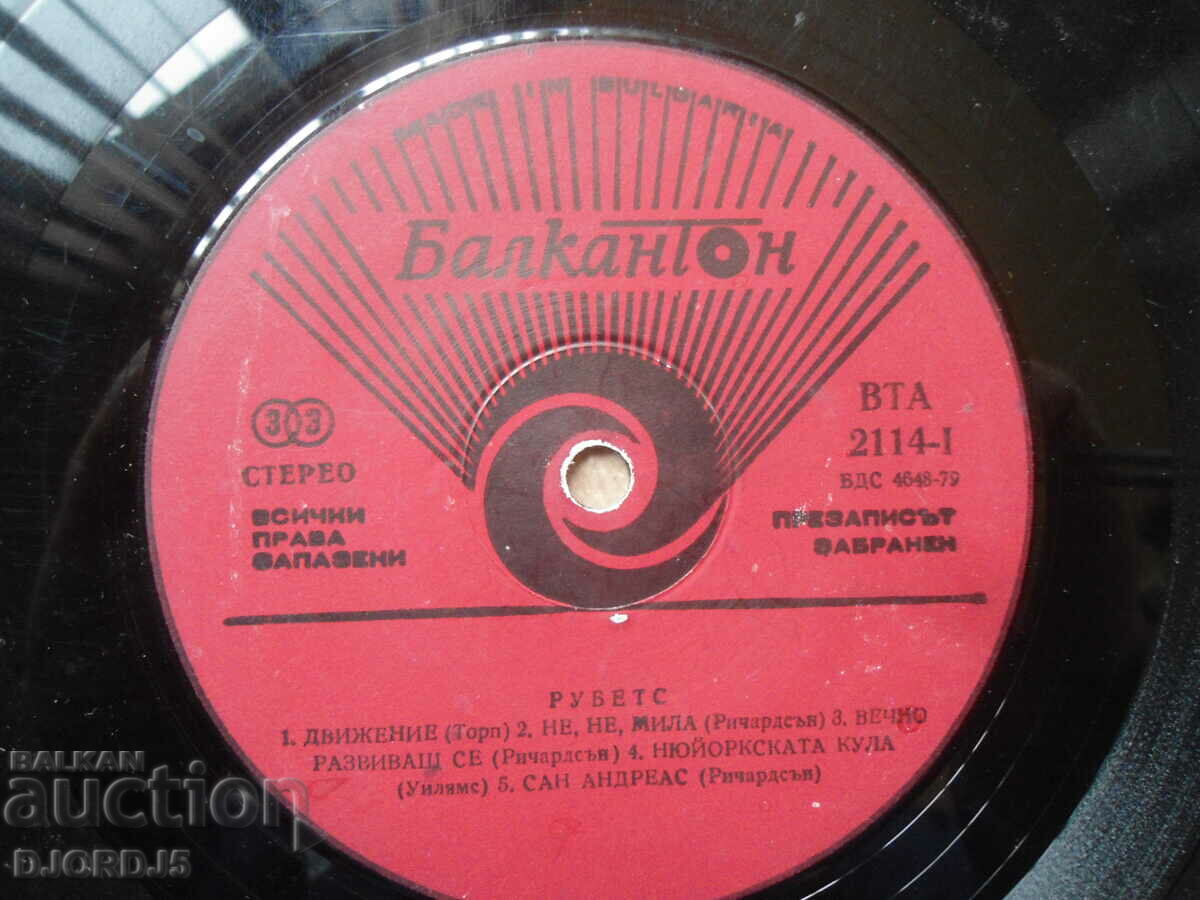 MADE IN BULGARIA
Балкантон
33
СТЕРЕО
ВСИЧКИ
ПРАВА
ЗАПАЗЕНИ
ВТА
2114-I
БДС 4648-79
ПРЕЗАПИСЪТ
ЗАБРАНЕН
РУБЕТС
1. ДВИЖЕНИЕ (Торп) 2. НЕ, НЕ, МИЛА (Ричардсън) 3. ВЕЧНО
РАЗВИВАЩ СЕ (Ричардсън) 4. НЮЙОРКСКАТА КУЛА
(Уилямс) 5. САН АНДРЕАС (Ричардсън)
BALKAN
auction
DJORDJ5